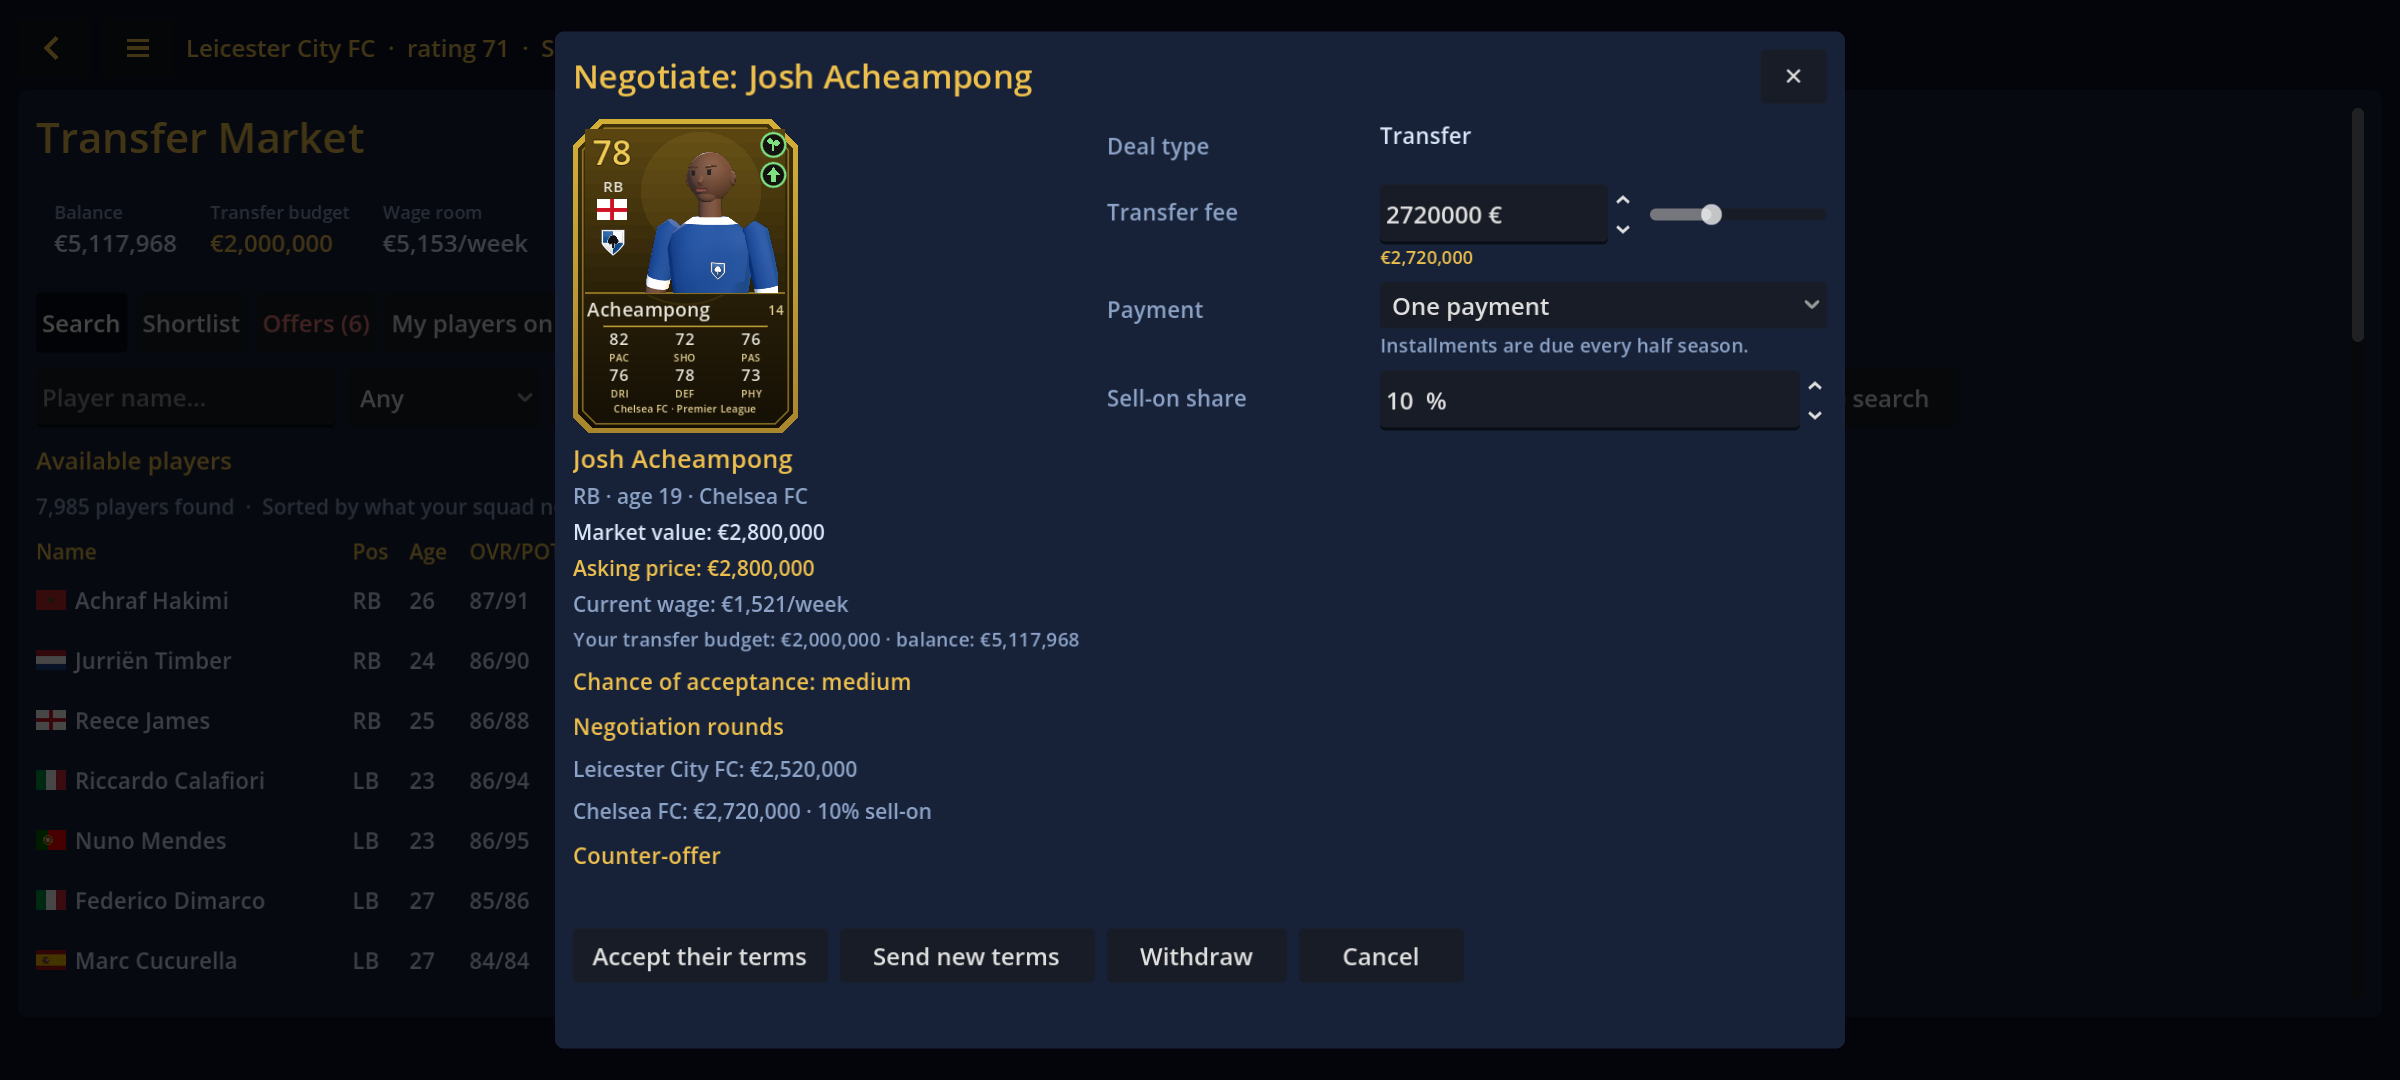 Leicester City FC · rating 71 · S
Transfer Market
Balance
€5,117,968
Transfer budget
€2,000,000
Wage room
€5,153/week
Search
Shortlist
Offers (6)
My players on
Player name...
Any
search
Available players
7,985 players found · Sorted by what your squad
Name Pos Age OVR/POT
Achraf Hakimi RB 26 87/91
Jurriën Timber RB 24 86/90
Reece James RB 25 86/88
Riccardo Calafiori LB 23 86/94
Nuno Mendes LB 23 86/95
Federico Dimarco LB 27 85/86
Marc Cucurella LB 27 84/84
Negotiate: Josh Acheampong
×
78
RB
Acheampong 14
82 72 76
PAC SHO PAS
76 78 73
DRI DEF PHY
Chelsea FC · Premier League
Josh Acheampong
RB · age 19 · Chelsea FC
Market value: €2,800,000
Asking price: €2,800,000
Current wage: €1,521/week
Your transfer budget: €2,000,000 · balance: €5,117,968
Chance of acceptance: medium
Negotiation rounds
Leicester City FC: €2,520,000
Chelsea FC: €2,720,000 · 10% sell-on
Counter-offer
Deal type Transfer
Transfer fee 2720000 €
€2,720,000
Payment One payment
Installments are due every half season.
Sell-on share 10 %
Accept their terms
Send new terms
Withdraw
Cancel